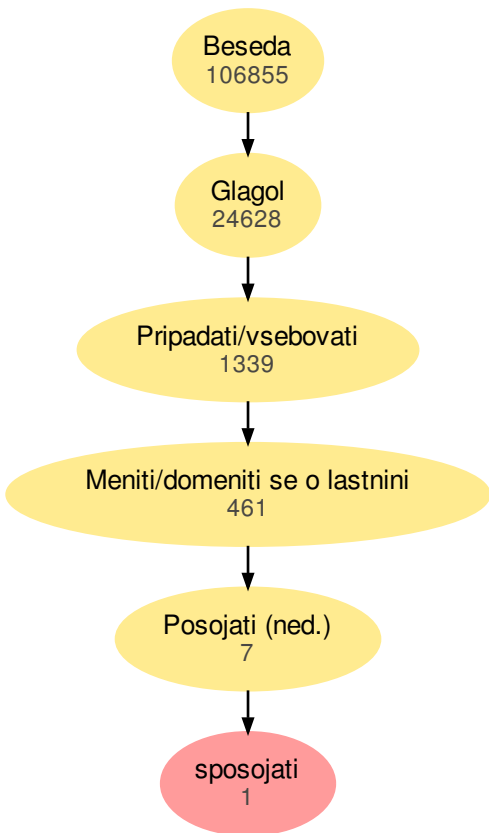 Beseda
106855
Glagol
24628
Pripadati/vsebovati
1339
Meniti/domeniti se o lastnini
461
Posojati (ned.)
7
sposojati
1